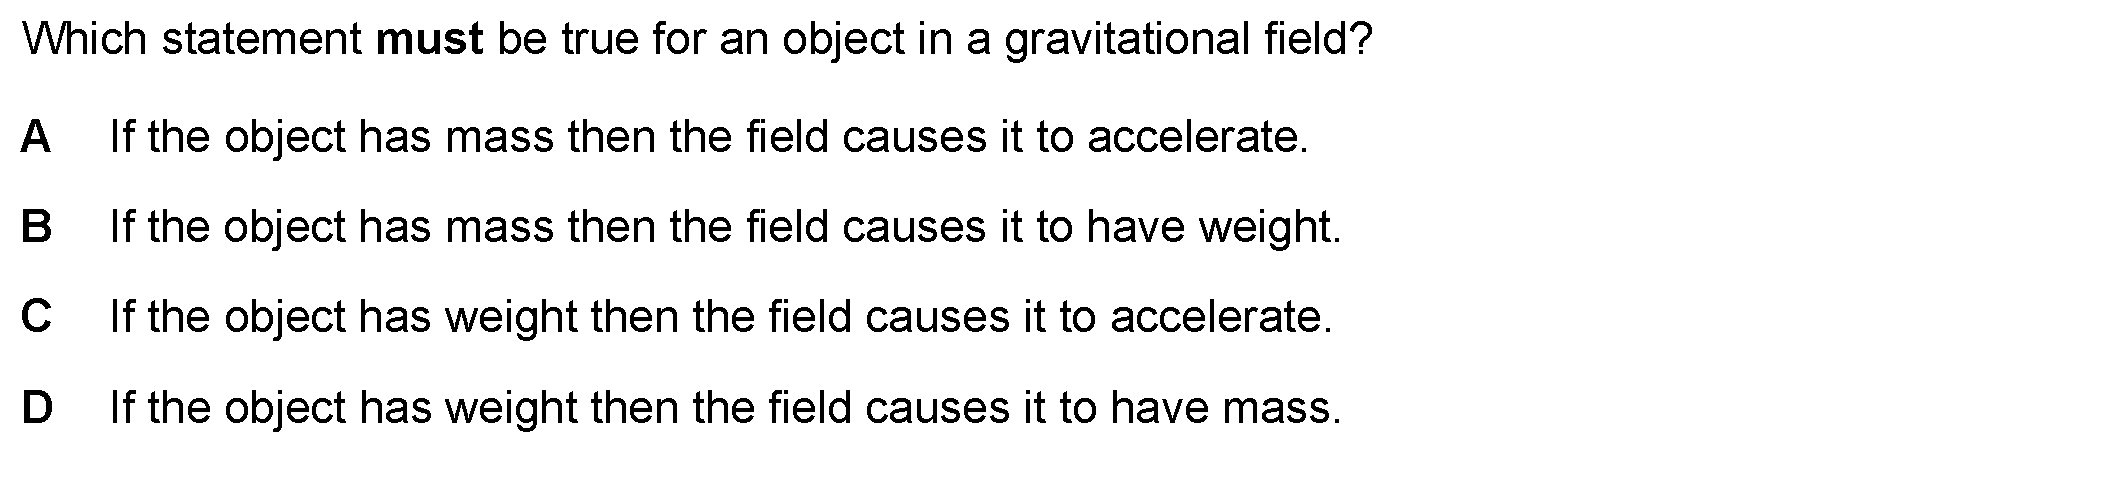 Which statement must be true for an object in a gravitational field?
A If the object has mass then the field causes it to accelerate.
B If the object has mass then the field causes it to have weight.
C If the object has weight then the field causes it to accelerate.
D If the object has weight then the field causes it to have mass.